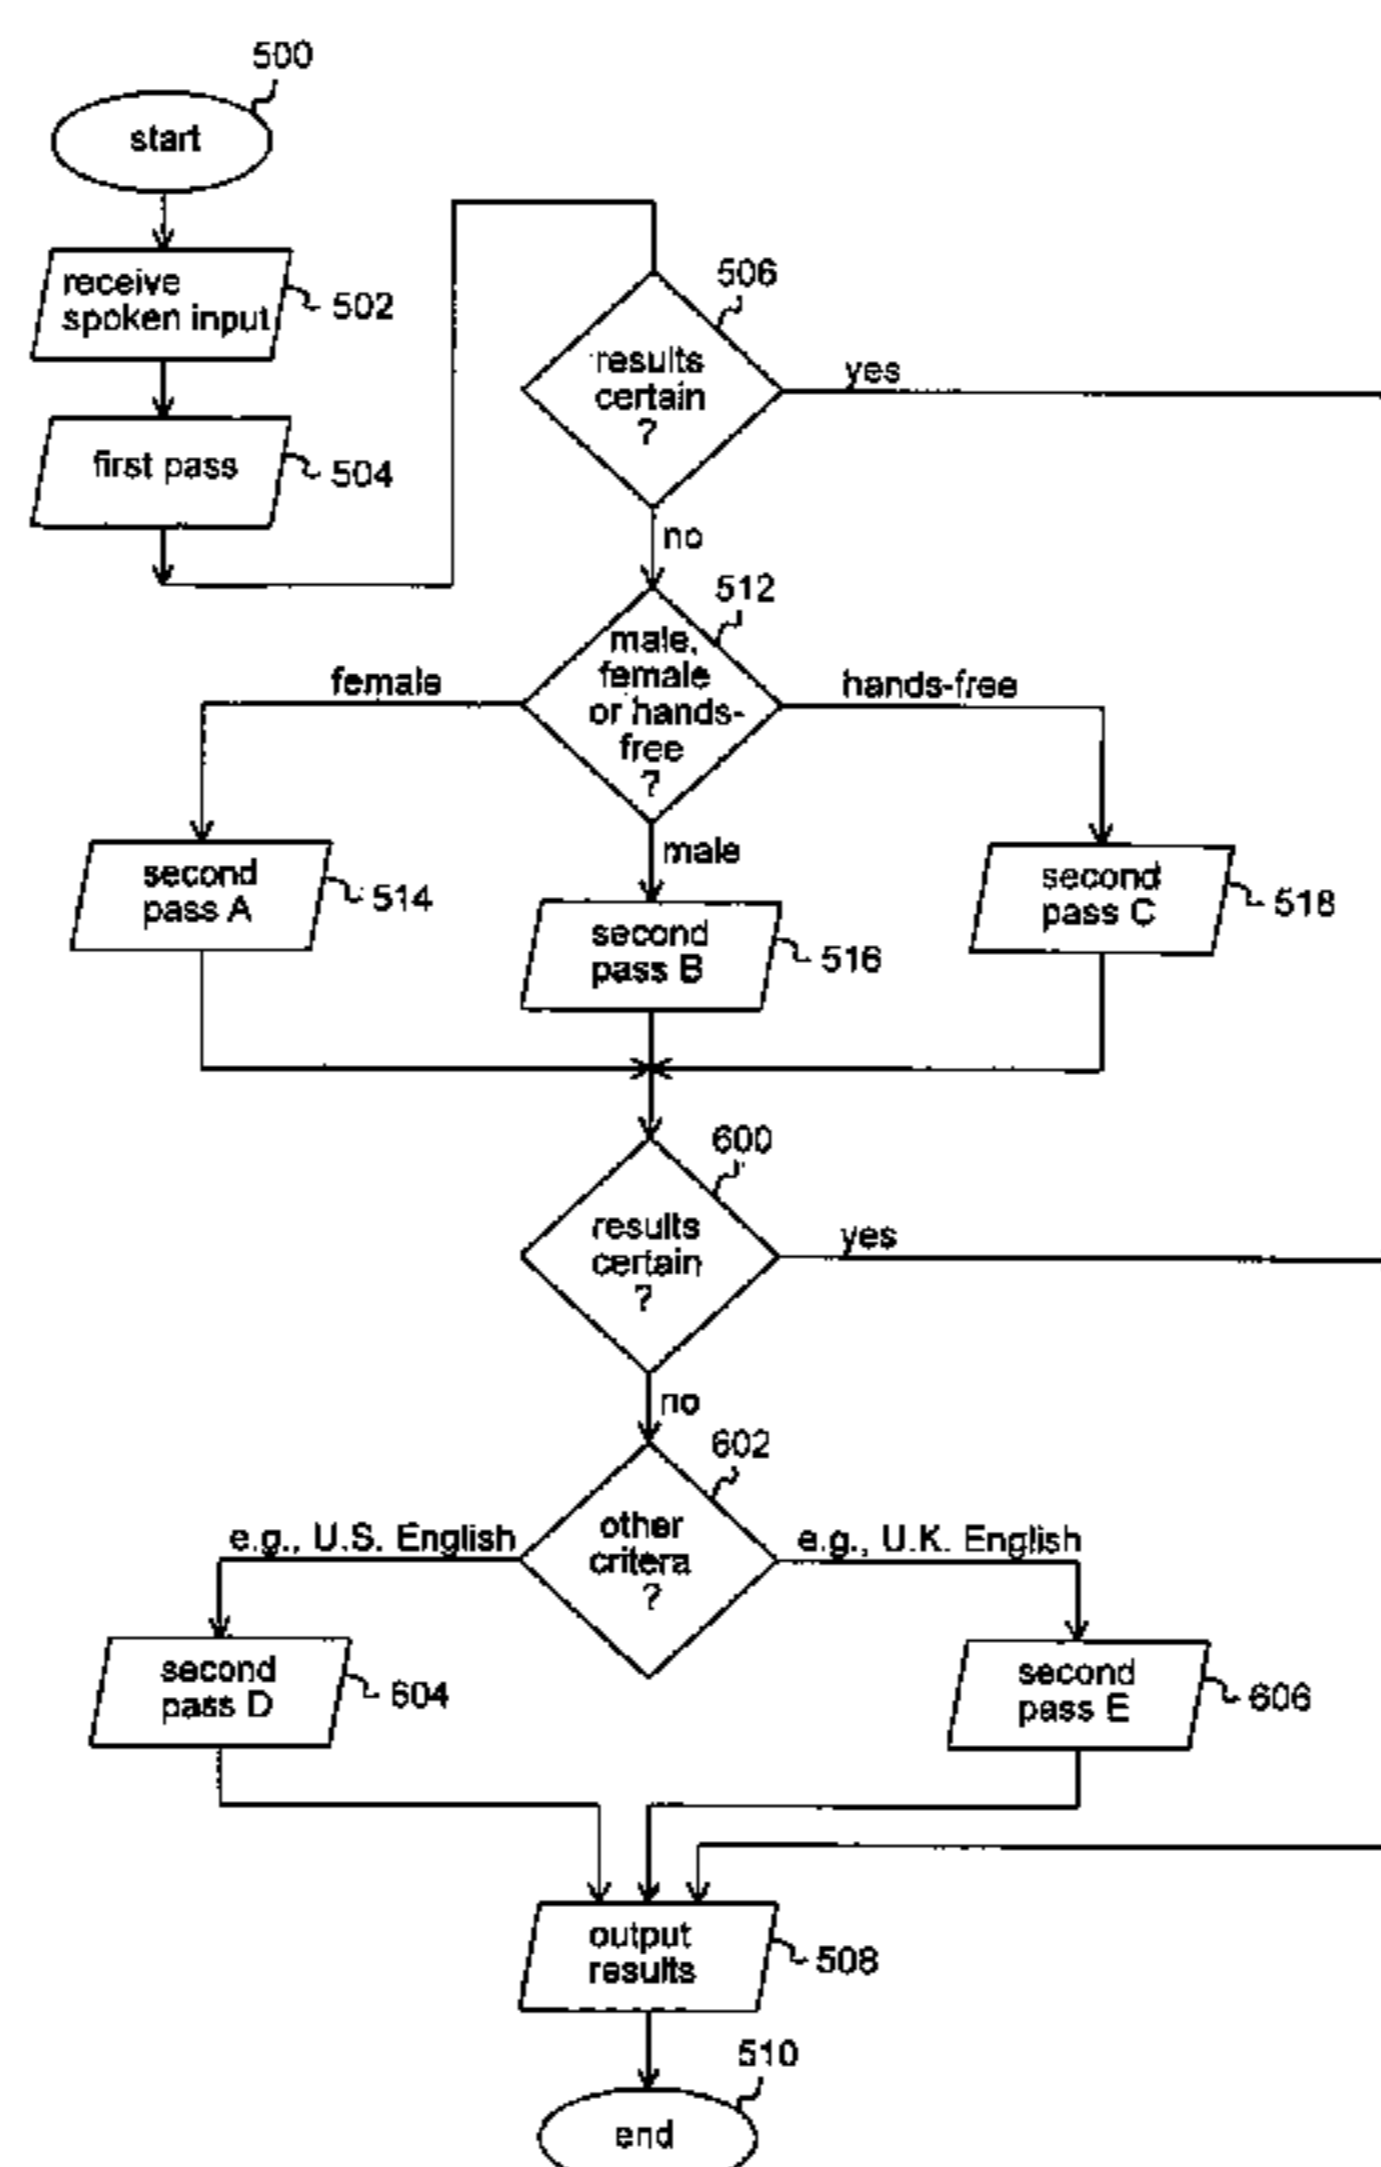 500
start
receive
spoken input
502
first pass
504
506
results
certain
?
yes
no
512
male,
female
or hands-
free
?
female
hands-free
male
second
pass A
514
second
pass B
516
second
pass C
518
600
results
certain
?
yes
no
602
other
critera
?
e.g., U.S. English
e.g., U.K. English
second
pass D
604
second
pass E
606
output
results
508
510
end